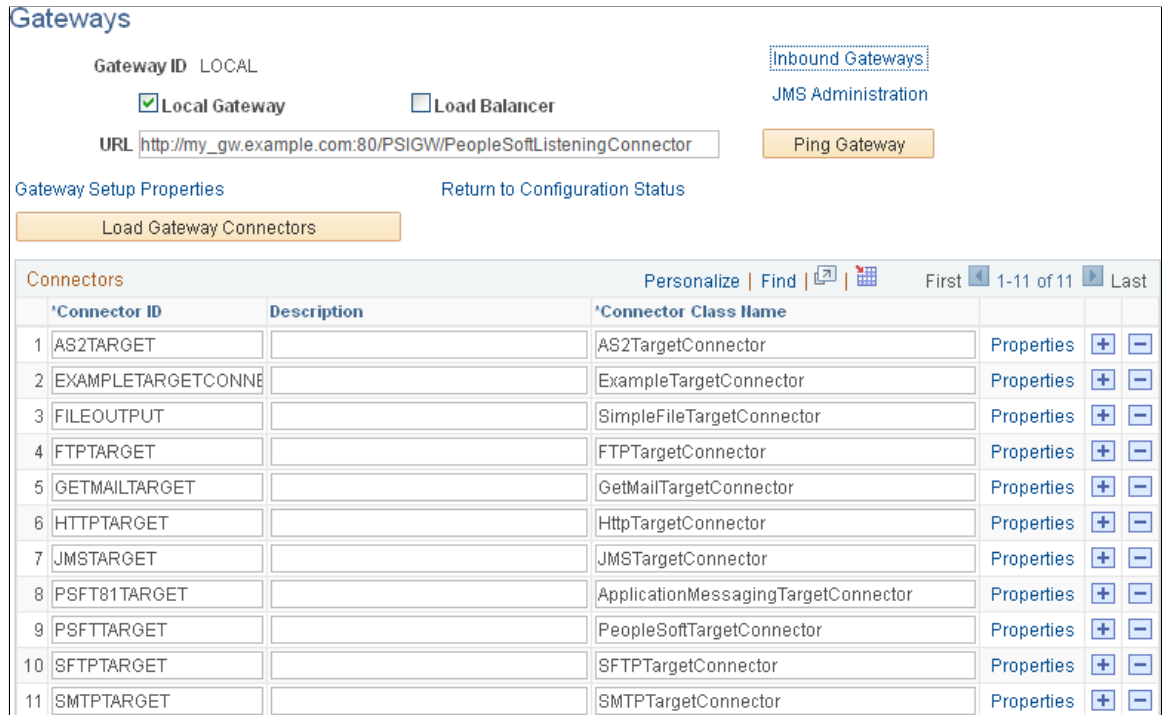 Gateways
Gateway ID LOCAL
Inbound Gateways
Local Gateway Load Balancer
JMS Administration
URL http://my_gw.example.com:80/PSIGW/PeopleSoftListeningConnector Ping Gateway
Gateway Setup Properties Return to Configuration Status
Load Gateway Connectors
Connectors Personalize | Find | | First 1-11 of 11 Last
*Connector ID Description *Connector Class Name
1 AS2TARGET AS2TargetConnector Properties + −
2 EXAMPLETARGETCONNE ExampleTargetConnector Properties + −
3 FILEOUTPUT SimpleFileTargetConnector Properties + −
4 FTPTARGET FTPTargetConnector Properties + −
5 GETMAILTARGET GetMailTargetConnector Properties + −
6 HTTPTARGET HttpTargetConnector Properties + −
7 JMSTARGET JMSTargetConnector Properties + −
8 PSFT81TARGET ApplicationMessagingTargetConnector Properties + −
9 PSFTTARGET PeopleSoftTargetConnector Properties + −
10 SFTPTARGET SFTPTargetConnector Properties + −
11 SMTPTARGET SMTPTargetConnector Properties + −